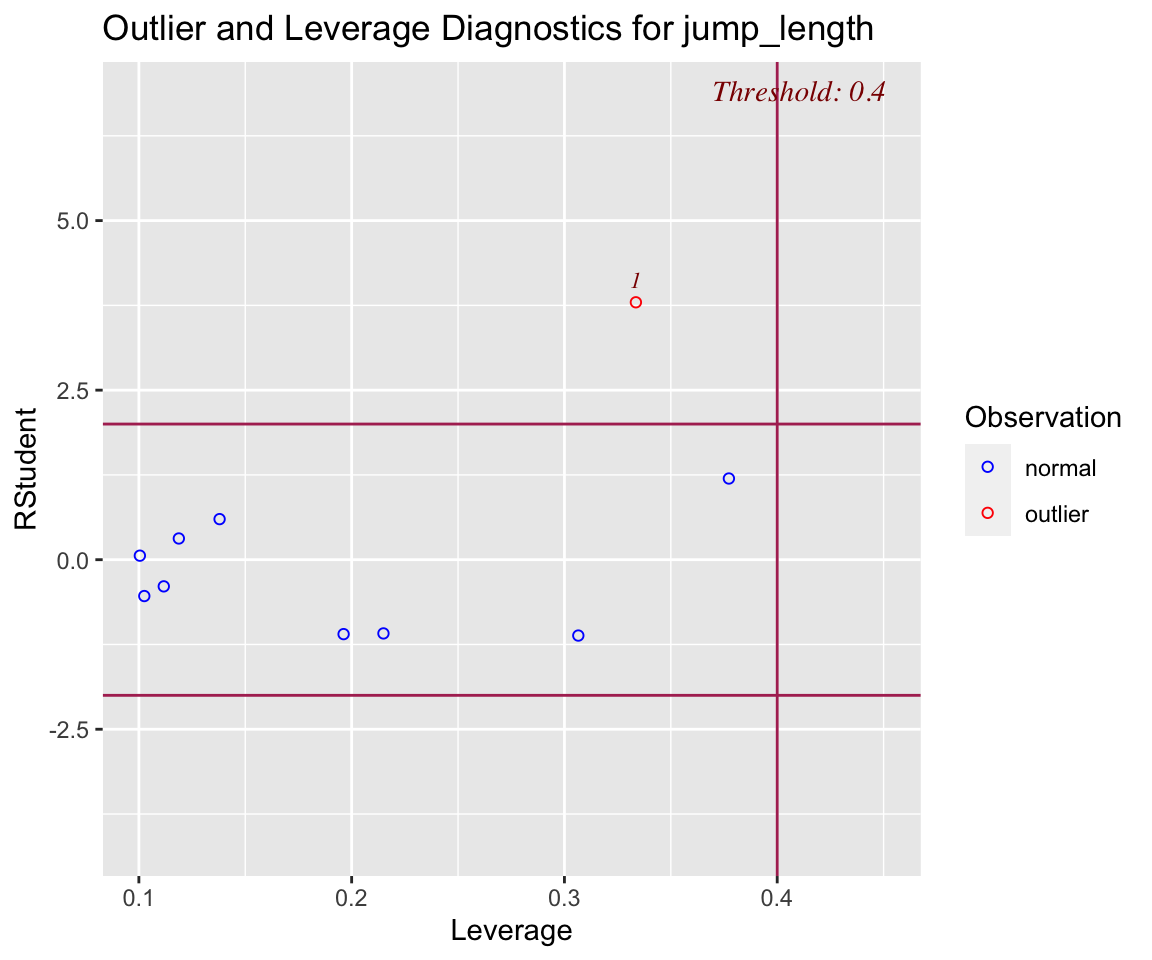 Outlier and Leverage Diagnostics for jump_length
Threshold: 0.4
5.0
1
2.5
RStudent
0.0
-2.5
0.1 0.2 0.3 0.4
Leverage
Observation
normal
outlier